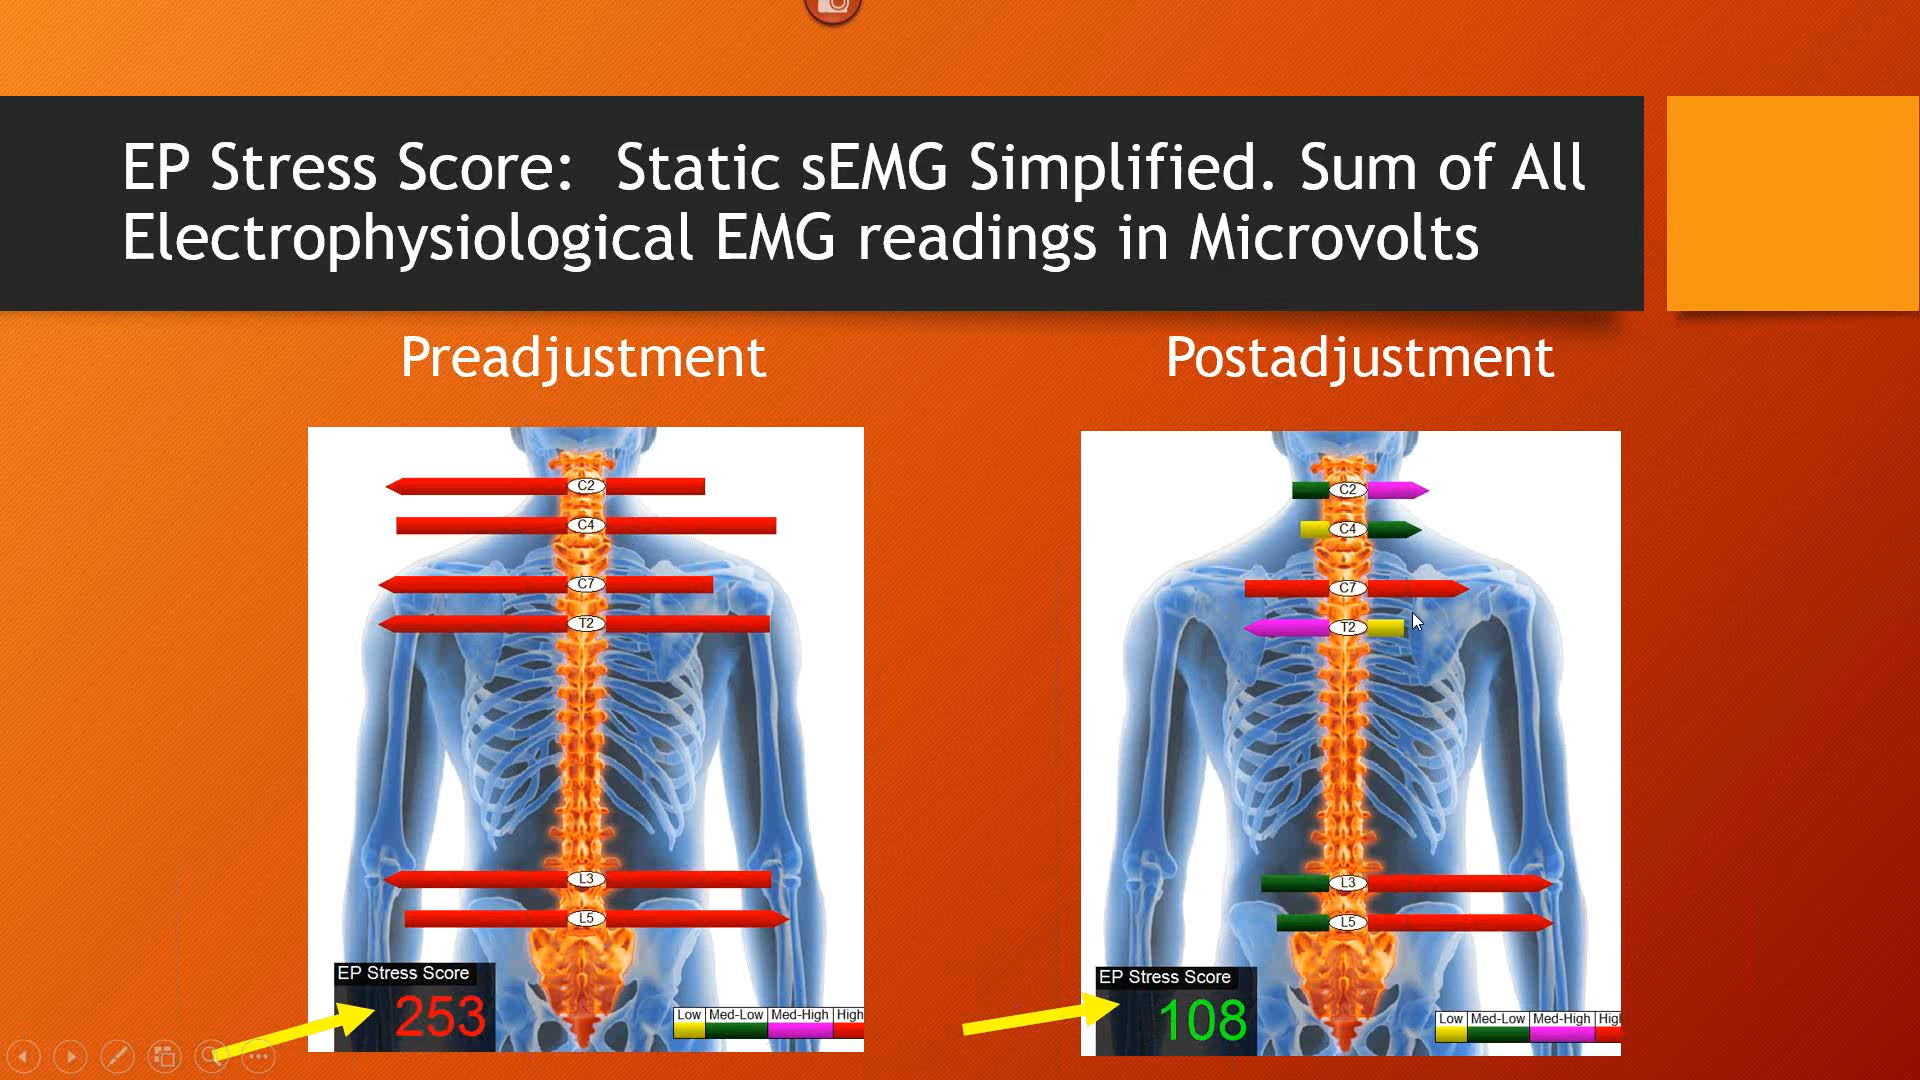 EP Stress Score:  Static sEMG Simplified. Sum of All
Electrophysiological EMG readings in Microvolts
Preadjustment
C2
C4
C7
T2
L3
L5
EP Stress Score
253
Low Med-Low Med-High High
Postadjustment
C2
C4
C7
T2
L3
L5
EP Stress Score
108
Low Med-Low Med-High